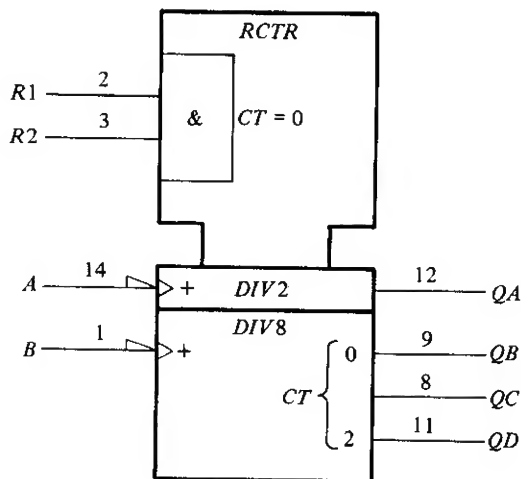 RCTR
R1 2
& CT = 0
R2 3
A 14 + DIV2 12 QA
DIV8
B 1 + 0 9 QB
CT 8 QC
2 11 QD